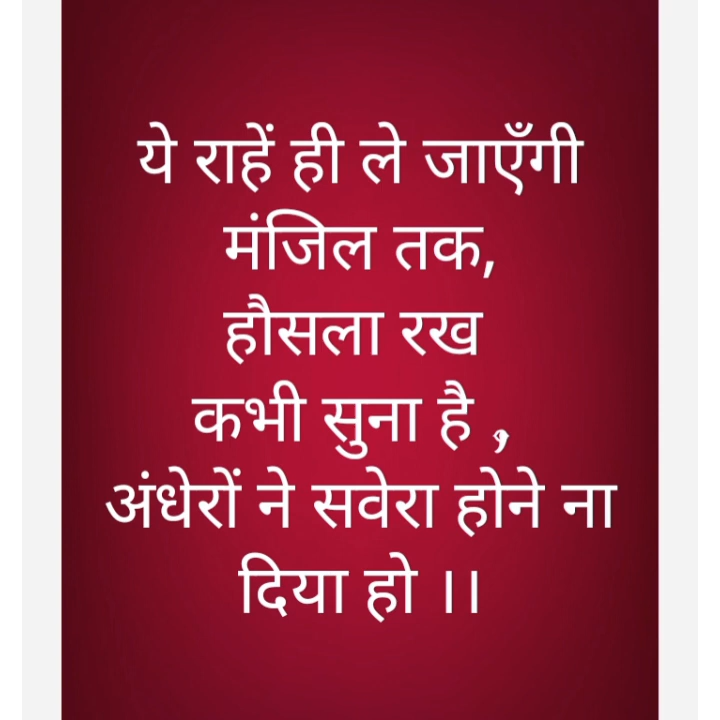 ये राहें ही ले जाएँगी
मंजिल तक,
हौसला रख
कभी सुना है ,
अंधेरों ने सवेरा होने ना
दिया हो ।।